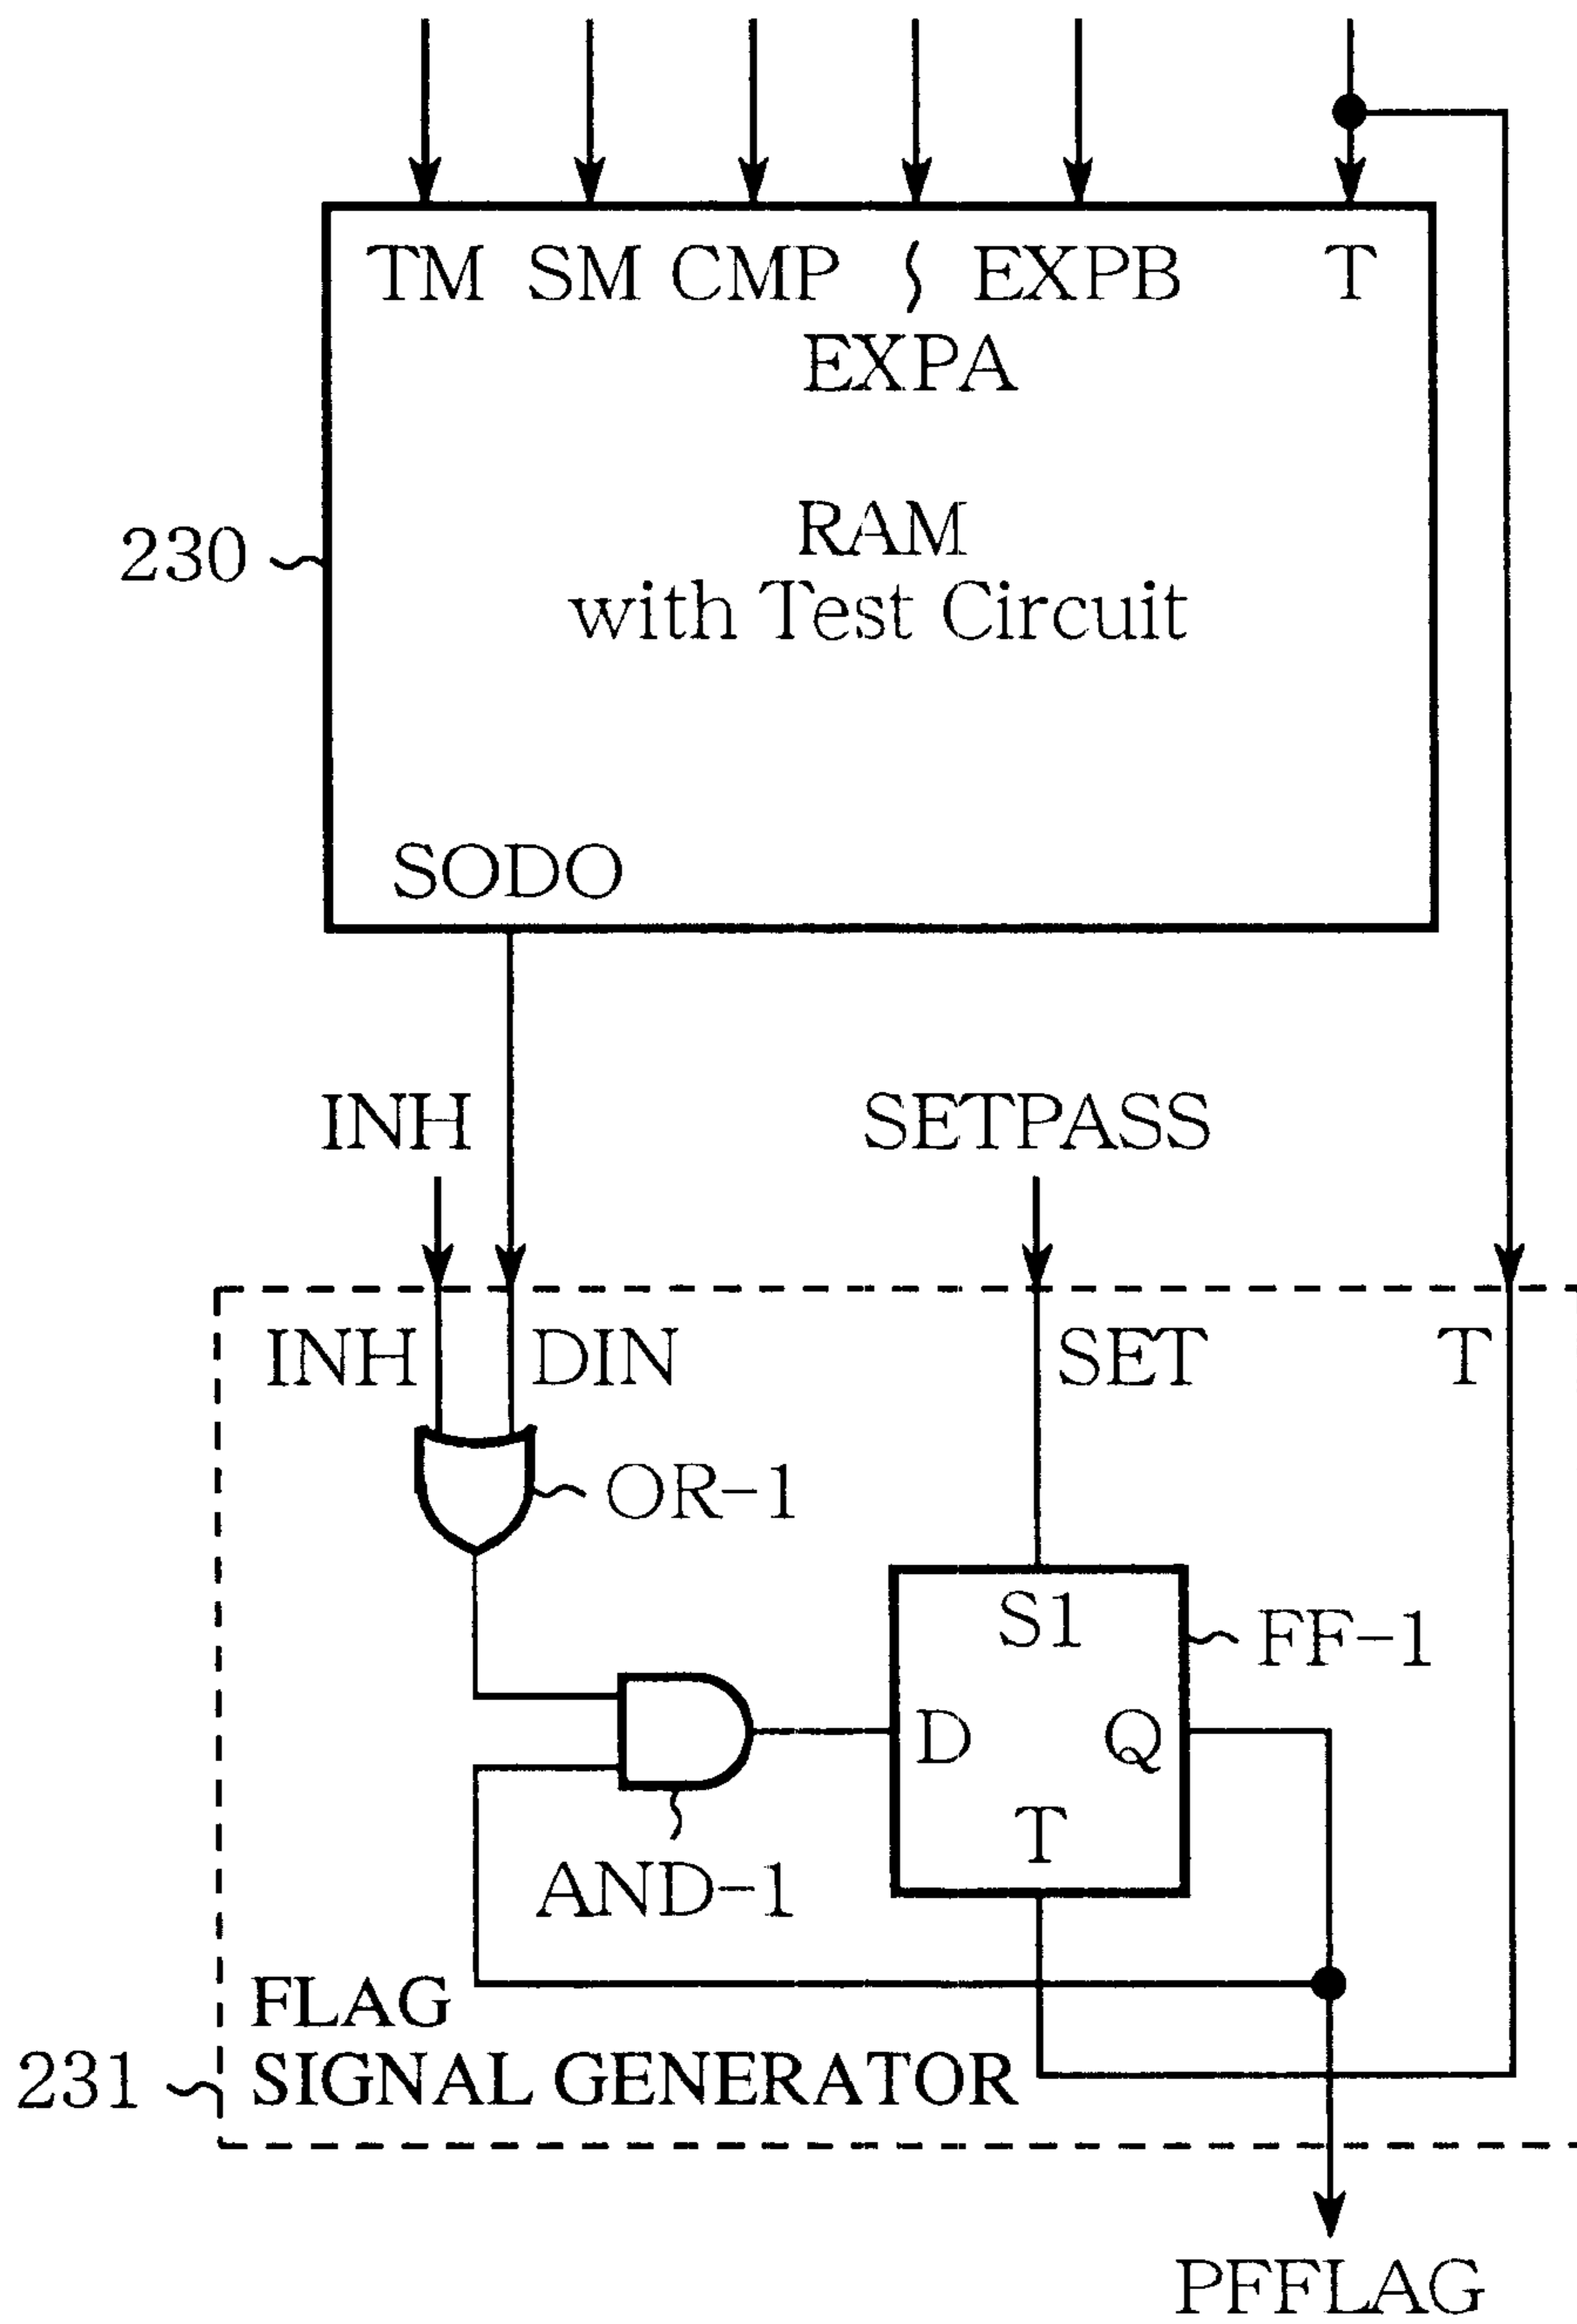 TM SM CMP EXPB T
EXPA
RAM
with Test Circuit
230
SODO
INH
SETPASS
INH
DIN
SET
T
OR-1
S1
FF-1
D
Q
T
AND-1
FLAG
SIGNAL GENERATOR
231
PFFLAG